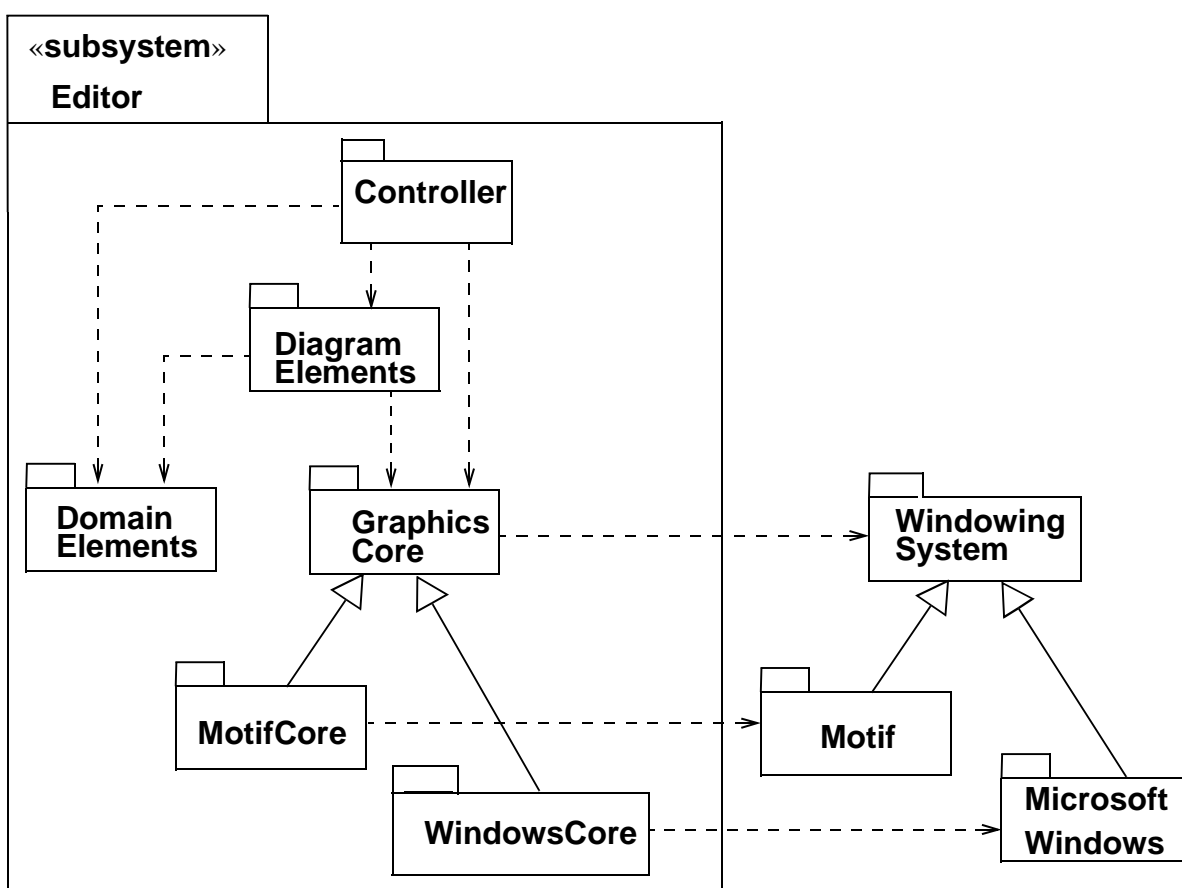 «subsystem»
Editor
Controller
Diagram
Elements
Domain
Elements
Graphics
Core
Windowing
System
MotifCore
Motif
WindowsCore
Microsoft
Windows